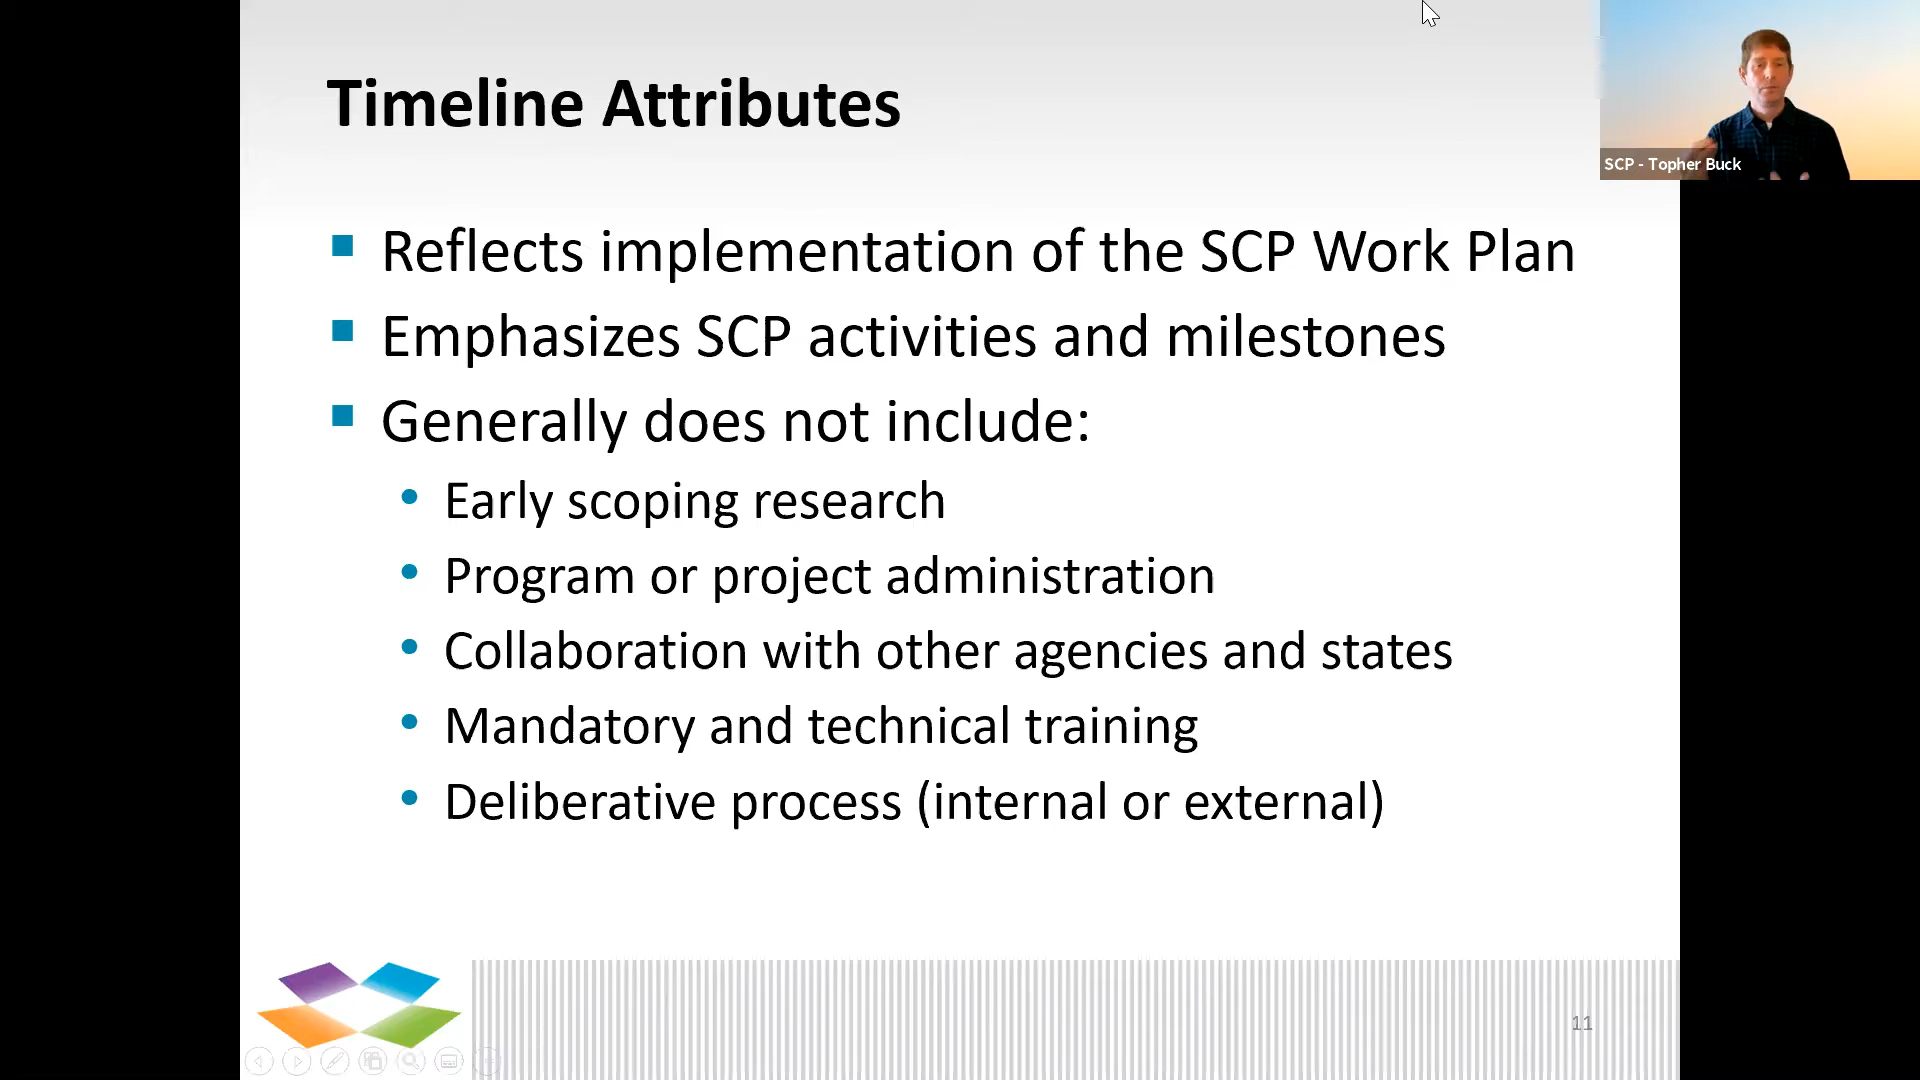 Timeline Attributes
SCP - Topher Buck
Reflects implementation of the SCP Work Plan
Emphasizes SCP activities and milestones
Generally does not include:
Early scoping research
Program or project administration
Collaboration with other agencies and states
Mandatory and technical training
Deliberative process (internal or external)
11